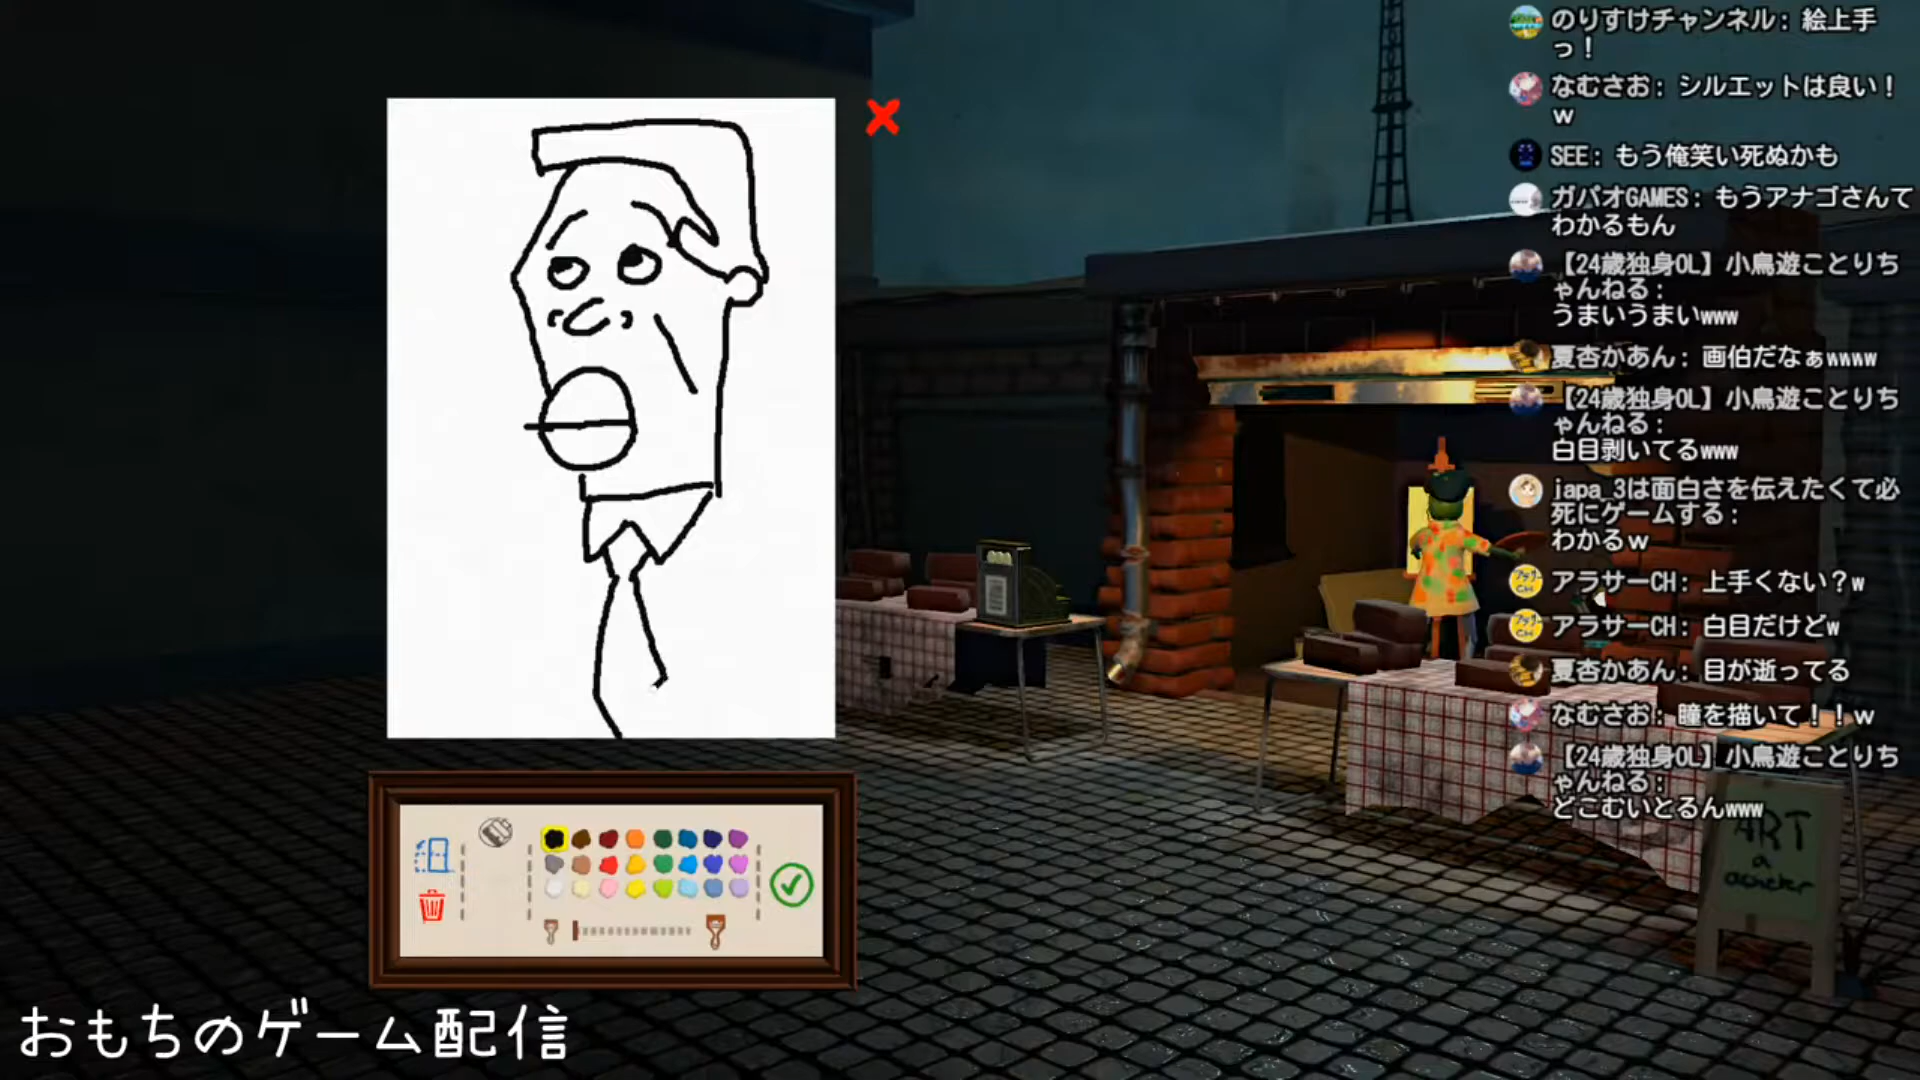 のりすけチャンネル: 絵上手
っ!
なむさお: シルエットは良い!
w
SEE: もう俺笑い死ぬかも
ガパオGAMES: もうアナゴさんて
わかるもん
【24歳独身OL】小鳥遊ことりち
ゃんねる:
うまいうまいwww
夏杏かあん: 画伯だなぁwwww
【24歳独身OL】小鳥遊ことりち
ゃんねる:
白目剥いてるwww
japa_3は面白さを伝えたくて必
死にゲームする:
わかるw
アラサーCH: 上手くない?w
アラサーCH: 白目だけどw
夏杏かあん: 目が逝ってる
なむさお: 瞳を描いて!!w
【24歳独身OL】小鳥遊ことりち
ゃんねる:
どこむいとるんwww
ART
a
acheter
おもちのゲーム配信